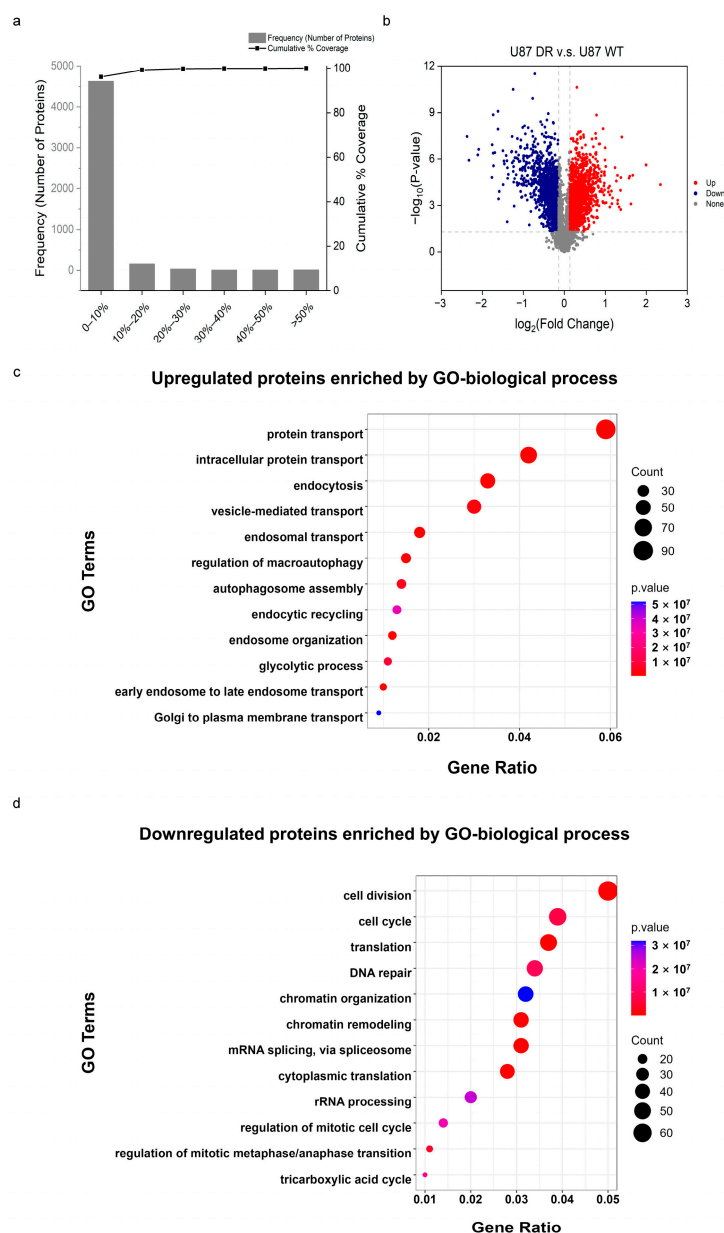 a
Frequency (Number of Proteins)
Cumulative % Coverage
5000
4000
3000
2000
1000
0
Frequency (Number of Proteins)
100
80
60
40
20
0
Cumulative % Coverage
0–10%
10%–20%
20%–30%
30%–40%
40%–50%
>50%
b
U87 DR v.s. U87 WT
12
9
6
3
0
−log10(P-value)
−3
−2
−1
0
1
2
3
log2(Fold Change)
Up
Down
None
c
Upregulated proteins enriched by GO-biological process
GO Terms
protein transport
intracellular protein transport
endocytosis
vesicle-mediated transport
endosomal transport
regulation of macroautophagy
autophagosome assembly
endocytic recycling
endosome organization
glycolytic process
early endosome to late endosome transport
Golgi to plasma membrane transport
0.02
0.04
0.06
Gene Ratio
Count
30
50
70
90
p.value
5 × 10⁷
4 × 10⁷
3 × 10⁷
2 × 10⁷
1 × 10⁷
d
Downregulated proteins enriched by GO-biological process
GO Terms
cell division
cell cycle
translation
DNA repair
chromatin organization
chromatin remodeling
mRNA splicing, via spliceosome
cytoplasmic translation
rRNA processing
regulation of mitotic cell cycle
regulation of mitotic metaphase/anaphase transition
tricarboxylic acid cycle
0.01
0.02
0.03
0.04
0.05
Gene Ratio
p.value
3 × 10⁷
2 × 10⁷
1 × 10⁷
Count
20
30
40
50
60